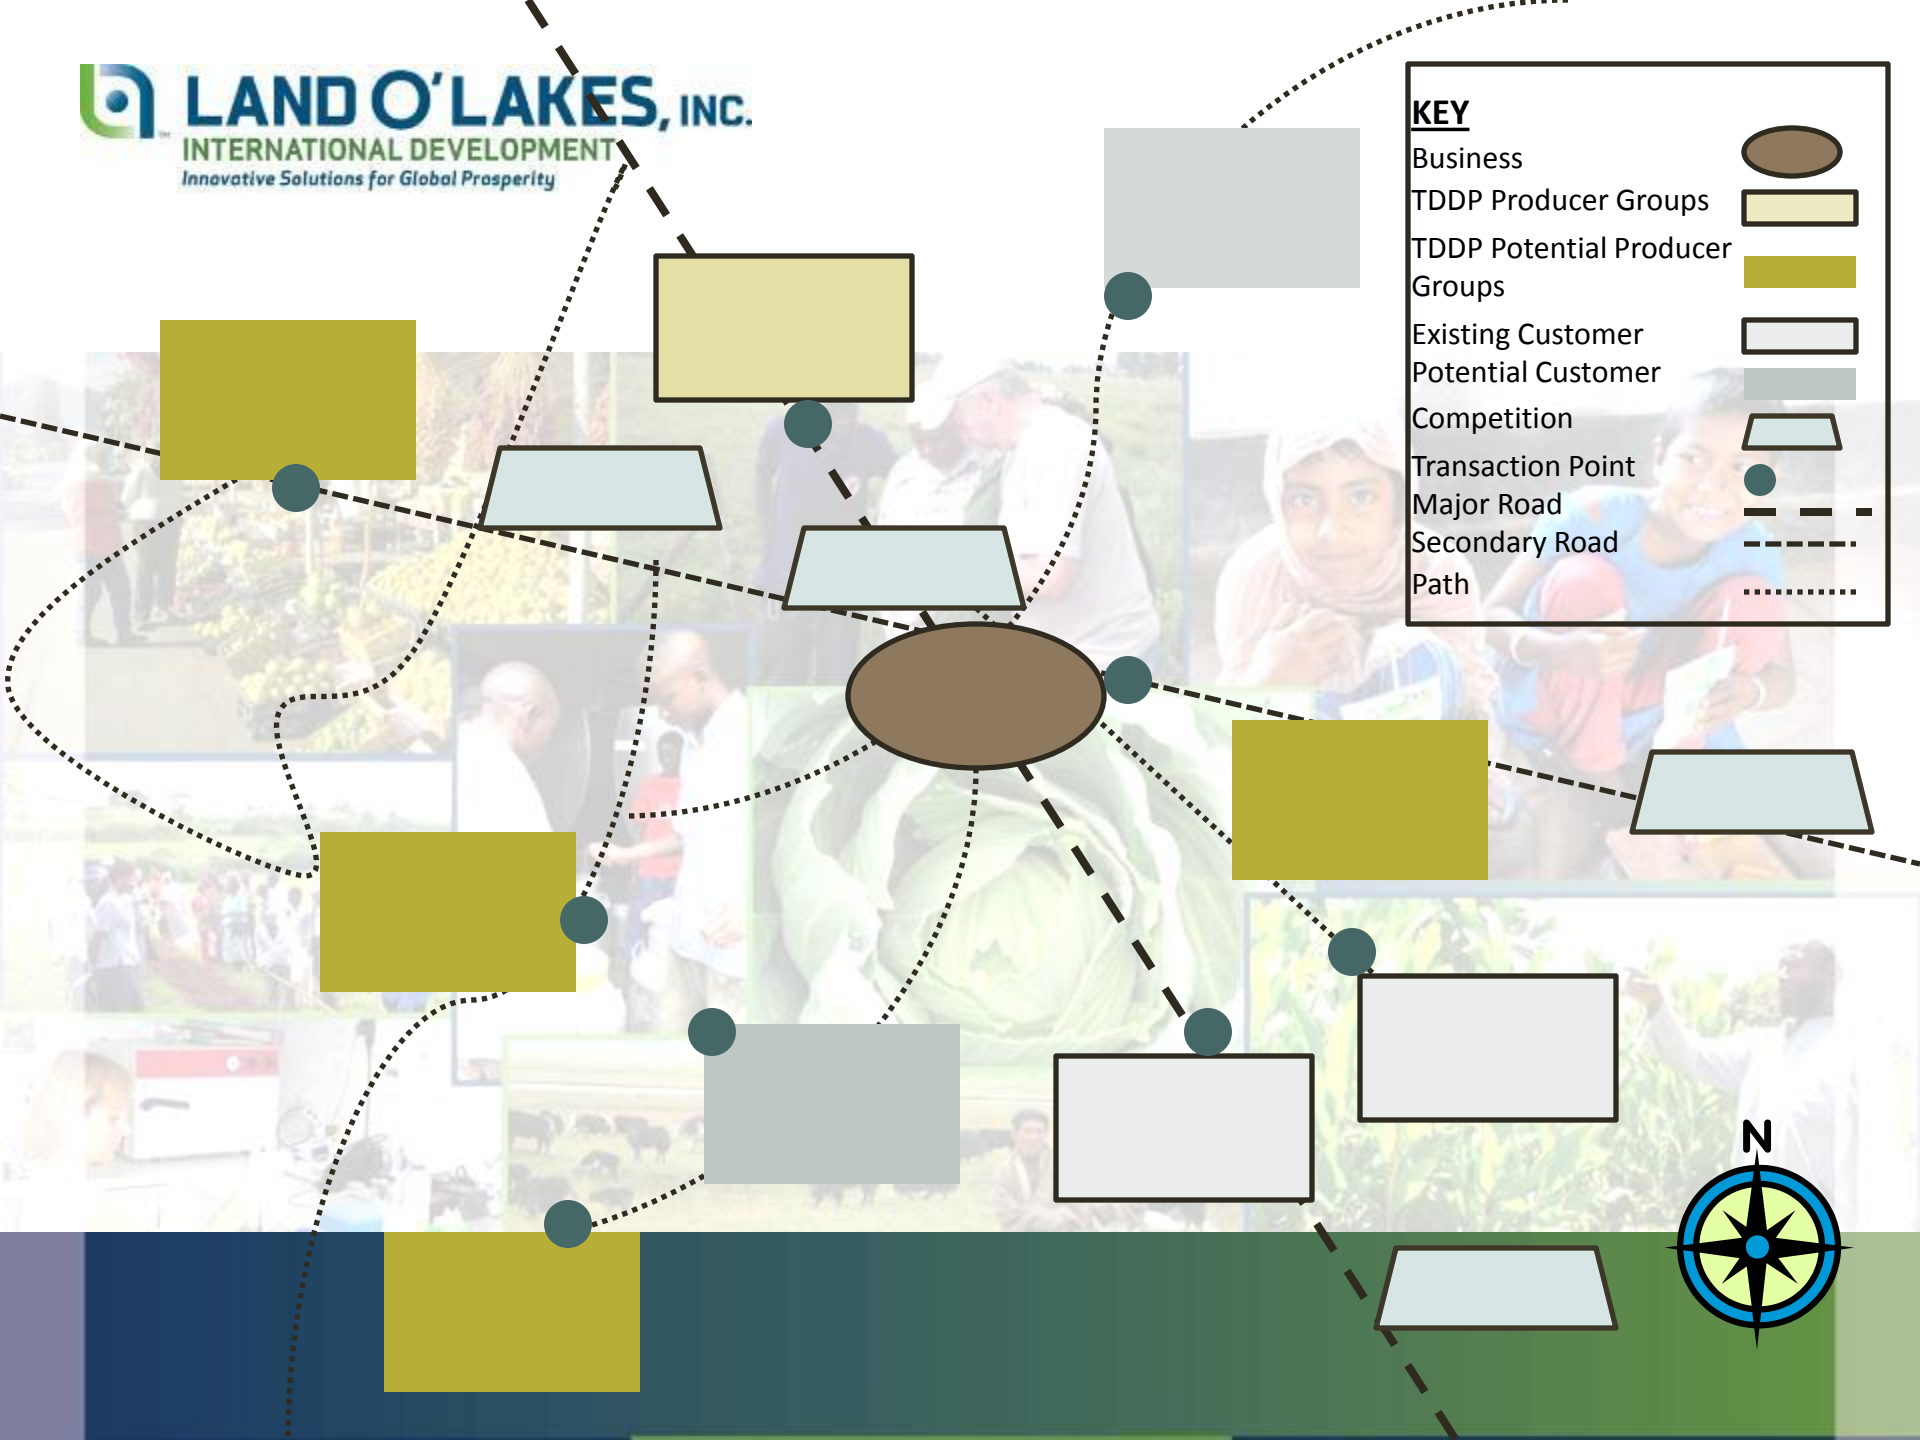 LAND O'LAKES, INC.
INTERNATIONAL DEVELOPMENT
Innovative Solutions for Global Prosperity
KEY
Business
TDDP Producer Groups
TDDP Potential Producer
Groups
Existing Customer
Potential Customer
Competition
Transaction Point
Major Road
Secondary Road
Path
N